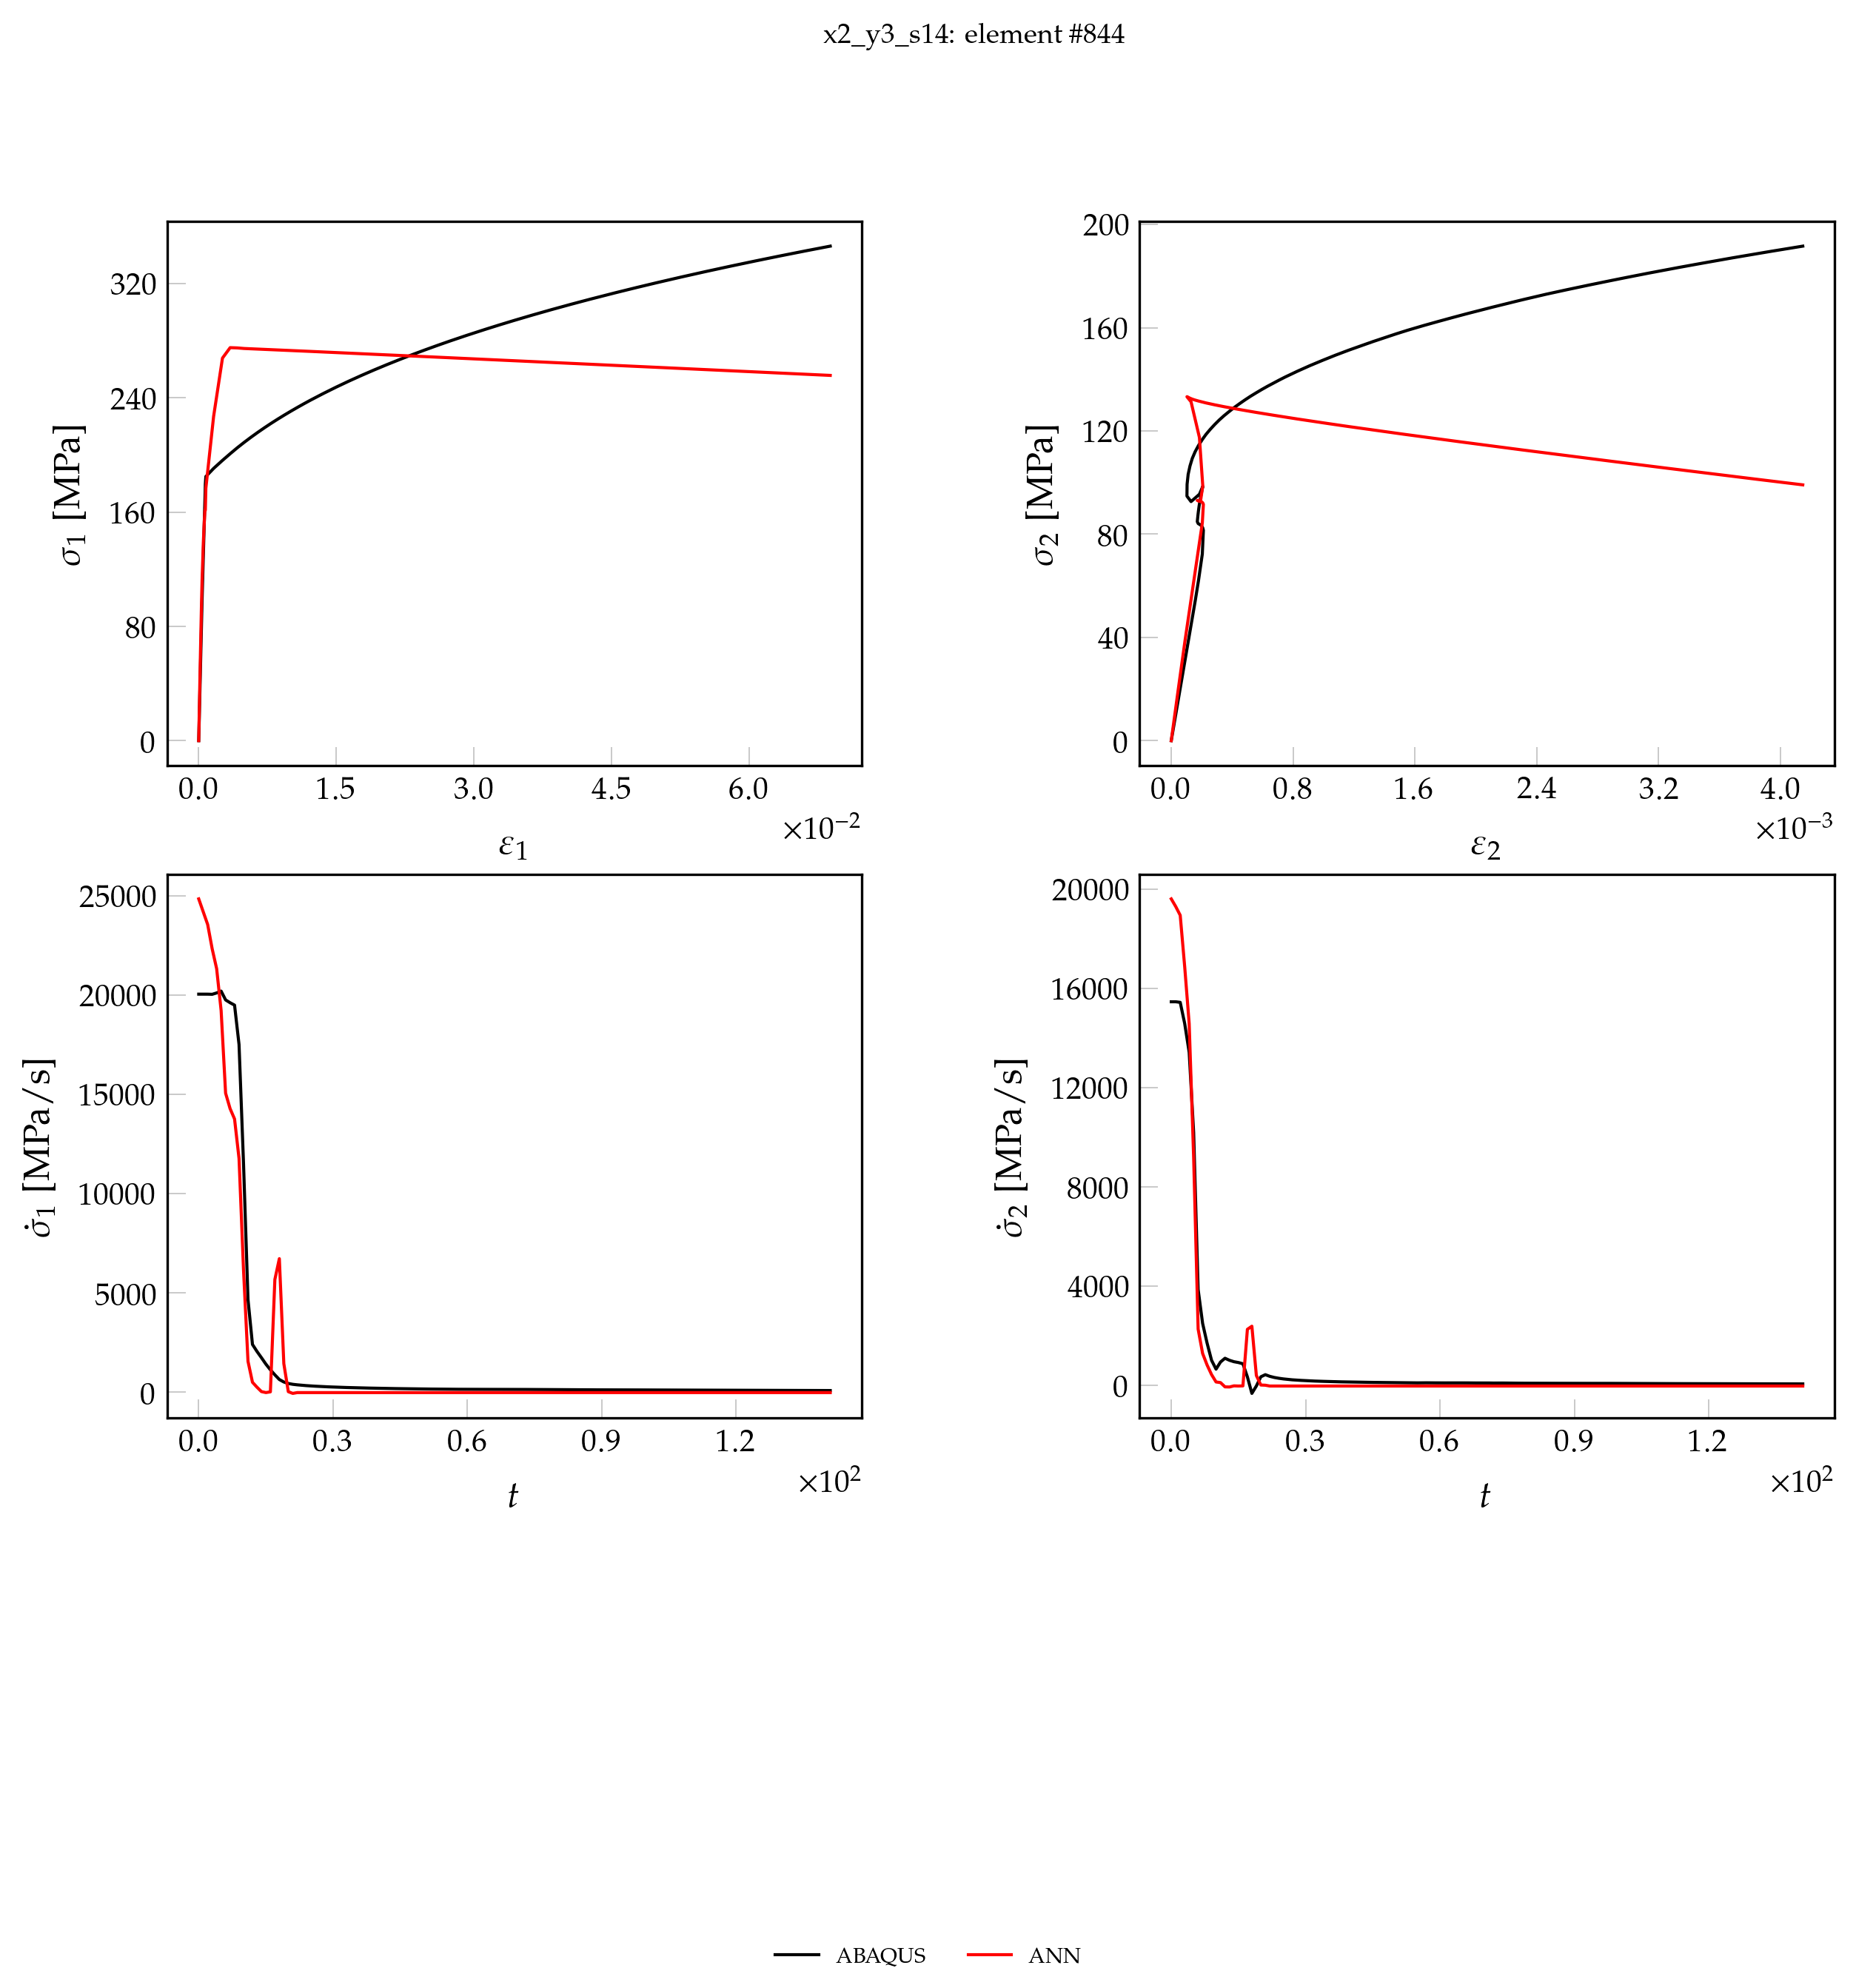 x2_y3_s14: element #844
σ1 [MPa]
320
240
160
80
0
0.0 1.5 3.0 4.5 6.0
×10−2
ε1
σ2 [MPa]
200
160
120
80
40
0
0.0 0.8 1.6 2.4 3.2 4.0
×10−3
ε2
σ̇1 [MPa/s]
25000
20000
15000
10000
5000
0
0.0 0.3 0.6 0.9 1.2
×102
t
σ̇2 [MPa/s]
20000
16000
12000
8000
4000
0
0.0 0.3 0.6 0.9 1.2
×102
t
ABAQUS ANN